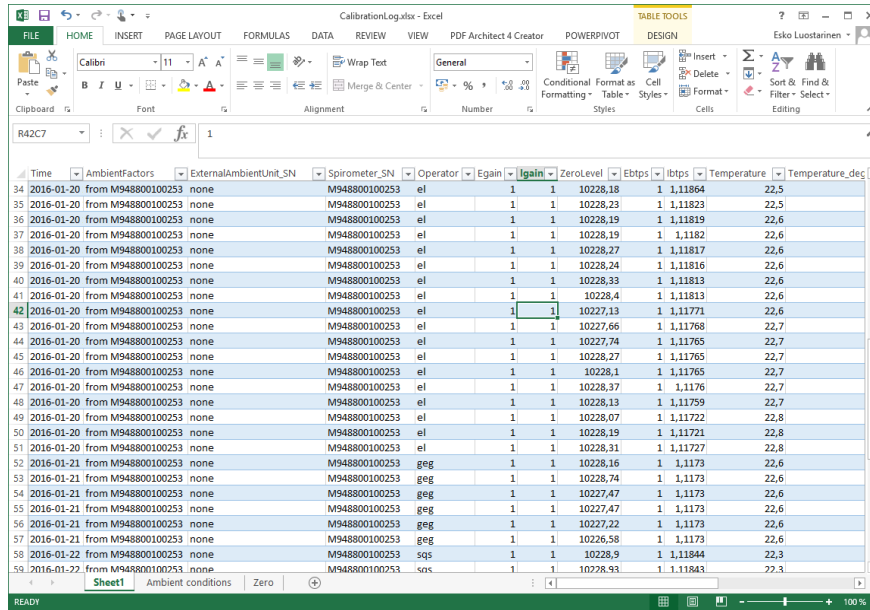 CalibrationLog.xlsx - Excel
TABLE TOOLS
FILE HOME INSERT PAGE LAYOUT FORMULAS DATA REVIEW VIEW PDF Architect 4 Creator POWERPIVOT DESIGN Esko Luostarinen
Paste
Calibri 11
B I U
Wrap Text
Merge & Center
General
% ,
Conditional Formatting
Format as Table
Cell Styles
Insert
Delete
Format
Sort & Filter
Find & Select
Clipboard Font Alignment Number Styles Cells Editing
R42C7 fx 1
Time AmbientFactors ExternalAmbientUnit_SN Spirometer_SN Operator Egain Igain ZeroLevel Ebtps Ibtps Temperature Temperature_deg
34 2016-01-20 from M948800100253 none M948800100253 el 1 1 10228,18 1 1,11864 22,5
35 2016-01-20 from M948800100253 none M948800100253 el 1 1 10228,23 1 1,11823 22,5
36 2016-01-20 from M948800100253 none M948800100253 el 1 1 10228,19 1 1,11819 22,6
37 2016-01-20 from M948800100253 none M948800100253 el 1 1 10228,19 1 1,1182 22,6
38 2016-01-20 from M948800100253 none M948800100253 el 1 1 10228,27 1 1,11817 22,6
39 2016-01-20 from M948800100253 none M948800100253 el 1 1 10228,24 1 1,11816 22,6
40 2016-01-20 from M948800100253 none M948800100253 el 1 1 10228,33 1 1,11813 22,6
41 2016-01-20 from M948800100253 none M948800100253 el 1 1 10228,4 1 1,11813 22,6
42 2016-01-20 from M948800100253 none M948800100253 el 1 1 10227,13 1 1,11771 22,6
43 2016-01-20 from M948800100253 none M948800100253 el 1 1 10227,66 1 1,11768 22,7
44 2016-01-20 from M948800100253 none M948800100253 el 1 1 10227,74 1 1,11765 22,7
45 2016-01-20 from M948800100253 none M948800100253 el 1 1 10228,27 1 1,11765 22,7
46 2016-01-20 from M948800100253 none M948800100253 el 1 1 10228,1 1 1,11765 22,7
47 2016-01-20 from M948800100253 none M948800100253 el 1 1 10228,37 1 1,1176 22,7
48 2016-01-20 from M948800100253 none M948800100253 el 1 1 10228,13 1 1,11759 22,7
49 2016-01-20 from M948800100253 none M948800100253 el 1 1 10228,07 1 1,11722 22,8
50 2016-01-20 from M948800100253 none M948800100253 el 1 1 10228,19 1 1,11721 22,8
51 2016-01-20 from M948800100253 none M948800100253 el 1 1 10228,31 1 1,11727 22,8
52 2016-01-21 from M948800100253 none M948800100253 geg 1 1 10228,16 1 1,1173 22,6
53 2016-01-21 from M948800100253 none M948800100253 geg 1 1 10228,74 1 1,1173 22,6
54 2016-01-21 from M948800100253 none M948800100253 geg 1 1 10227,47 1 1,1173 22,6
55 2016-01-21 from M948800100253 none M948800100253 geg 1 1 10227,47 1 1,1173 22,6
56 2016-01-21 from M948800100253 none M948800100253 geg 1 1 10227,22 1 1,1173 22,6
57 2016-01-21 from M948800100253 none M948800100253 geg 1 1 10226,58 1 1,1173 22,6
58 2016-01-22 from M948800100253 none M948800100253 sqs 1 1 10228,9 1 1,11844 22,3
59 2016-01-22 from M948800100253 none M948800100253 sqs 1 1 10228,93 1 1,11843 22,3
Sheet1 Ambient conditions Zero
READY 100 %